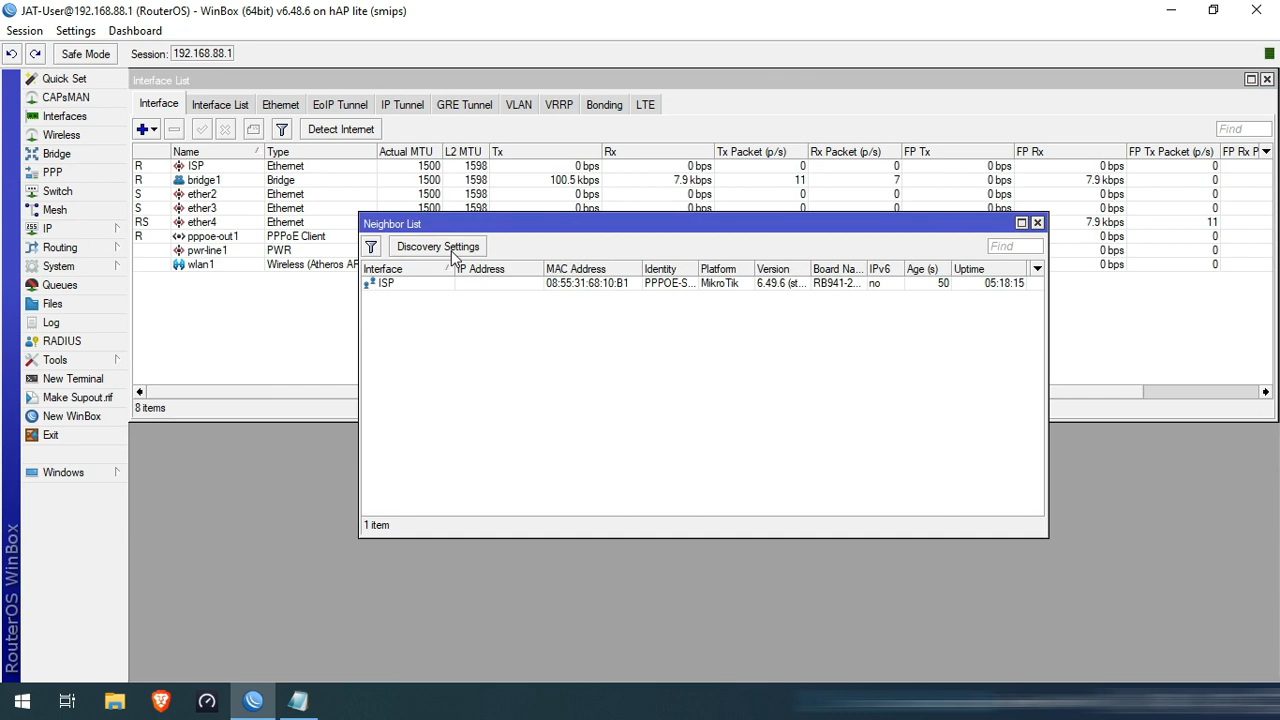 JAT-User@192.168.88.1 (RouterOS) - WinBox (64bit) v6.48.6 on hAP lite (smips)
Session Settings Dashboard
Safe Mode Session: 192.168.88.1
Quick Set
CAPsMAN
Interfaces
Wireless
Bridge
PPP
Switch
Mesh
IP
Routing
System
Queues
Files
Log
RADIUS
Tools
New Terminal
Make Supout.rif
New WinBox
Exit
Windows
RouterOS WinBox
Interface List
Interface Interface List Ethernet EoIP Tunnel IP Tunnel GRE Tunnel VLAN VRRP Bonding LTE
Detect Internet Find
Name Type Actual MTU L2 MTU Tx Rx Tx Packet (p/s) Rx Packet (p/s) FP Tx FP Rx FP Tx Packet (p/s) FP Rx P
R ISP Ethernet 1500 1598 0 bps 0 bps 0 0 0 bps 0 bps 0
R bridge1 Bridge 1500 1598 100.5 kbps 7.9 kbps 11 7 0 bps 7.9 kbps 0
S ether2 Ethernet 1500 1598 0 bps 0 bps 0 0 0 bps 0 bps 0
S ether3 Ethernet 1500 1598 0 bps 0 bps 0 0 0 bps 0 bps 0
RS ether4 Ethernet 7.9 kbps 11
R pppoe-out1 PPPoE Client 0 bps 0
pwr-line1 PWR 0 bps 0
wlan1 Wireless (Atheros AR 0 bps 0
8 items
Neighbor List
Discovery Settings Find
Interface IP Address MAC Address Identity Platform Version Board Na... IPv6 Age (s) Uptime
ISP 08:55:31:68:10:B1 PPPOE-S... MikroTik 6.49.6 (st... RB941-2... no 50 05:18:15
1 item